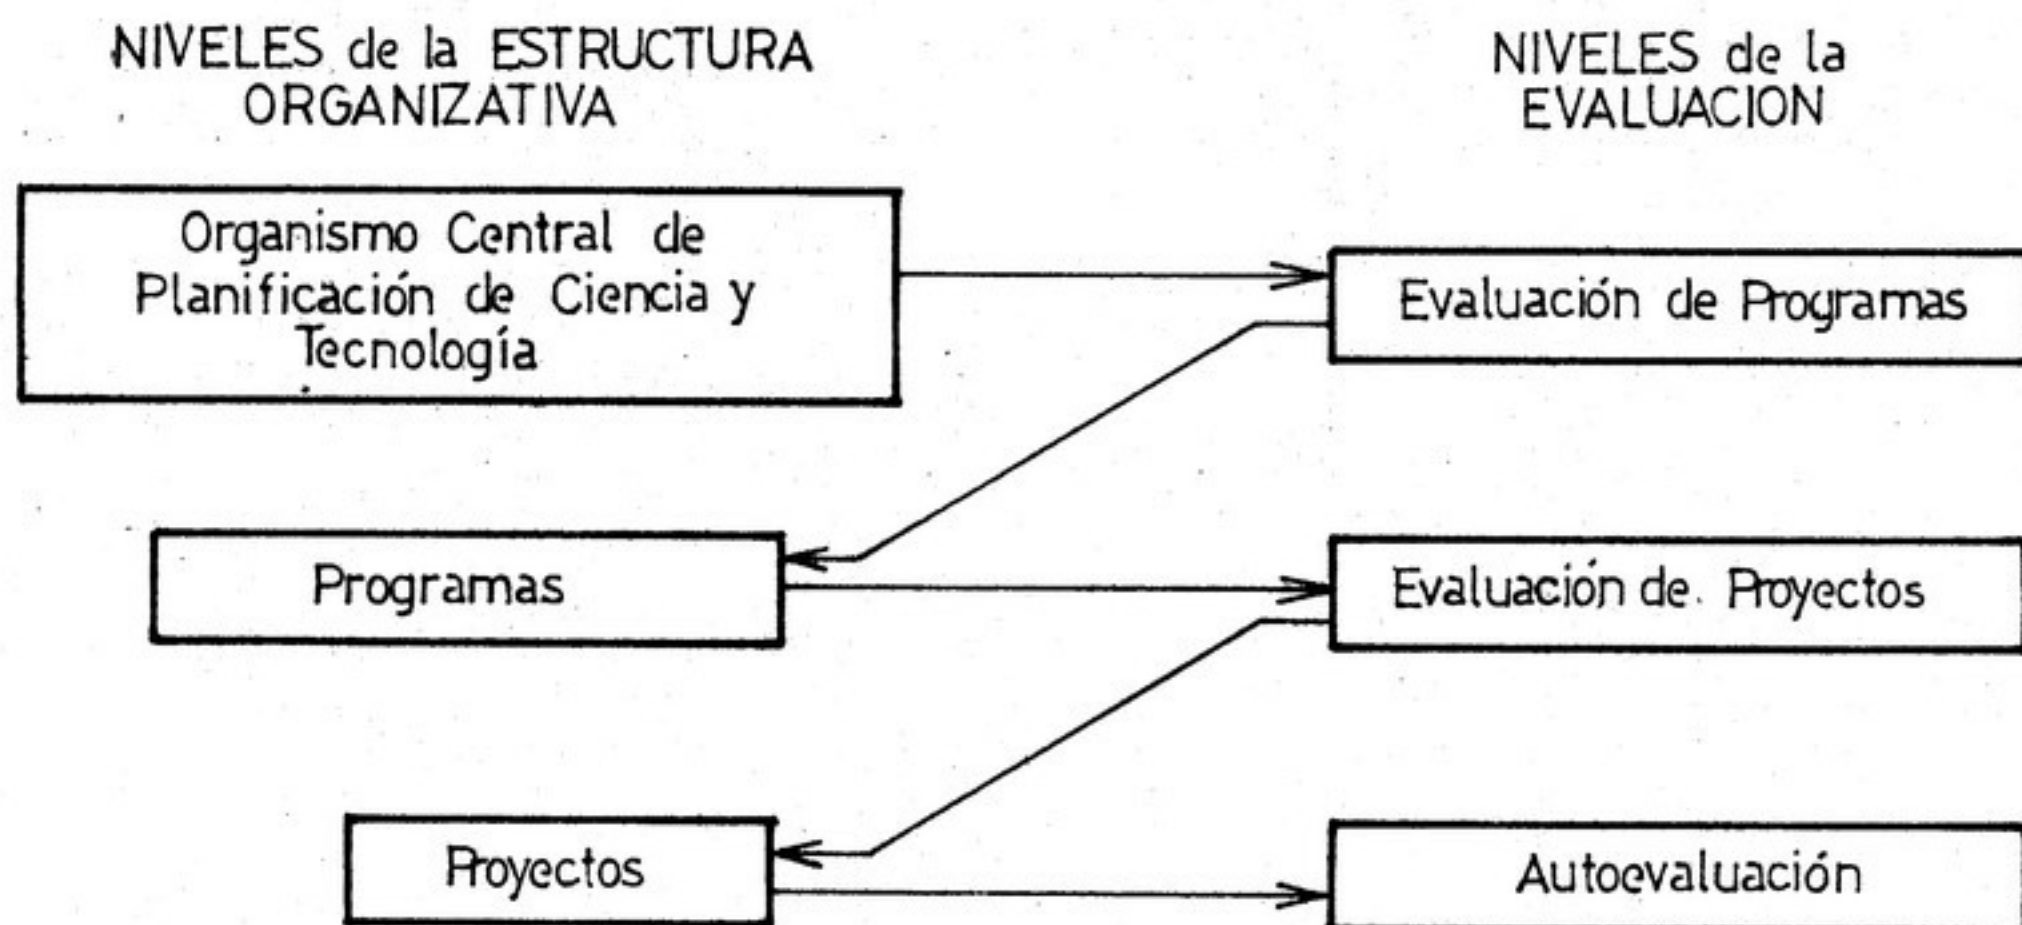 NIVELES de la ESTRUCTURA
ORGANIZATIVA
NIVELES de la
EVALUACION
Organismo Central de
Planificación de Ciencia y
Tecnología
Evaluación de Programas
Programas
Evaluación de Proyectos
Proyectos
Autoevaluación